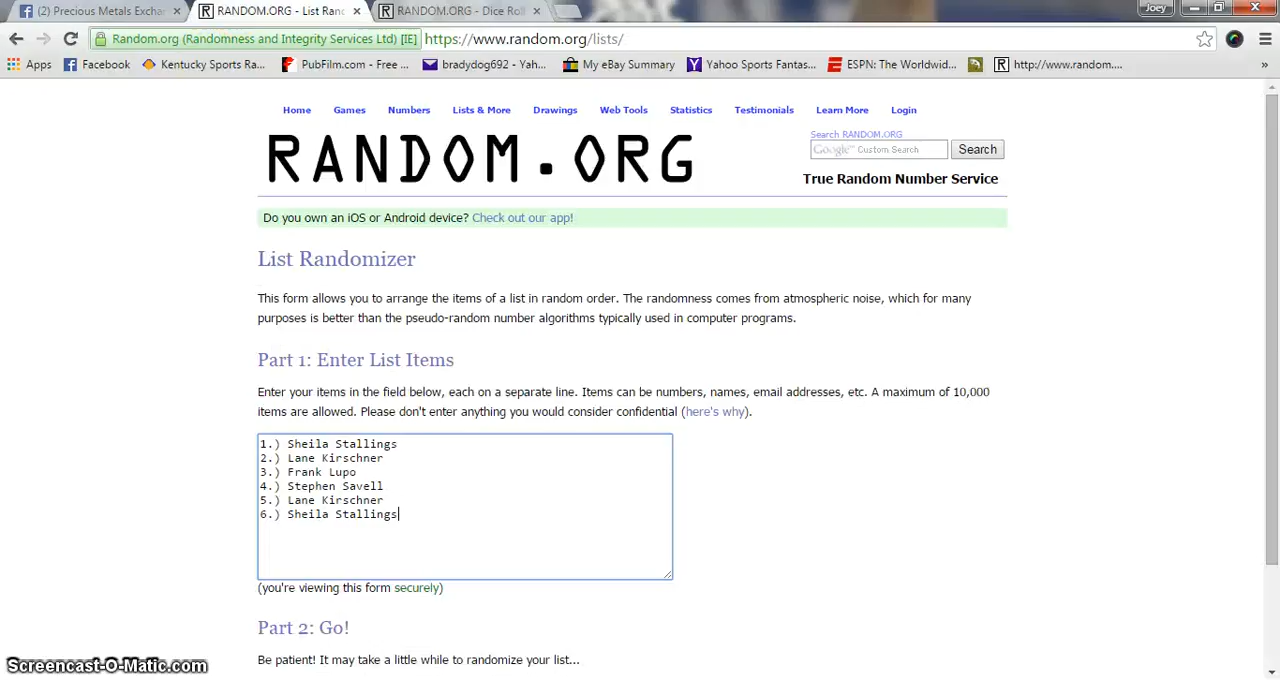 (2) Precious Metals Exchar
RANDOM.ORG - List Ranc
RANDOM.ORG - Dice Roll
Joey
Random.org (Randomness and Integrity Services Ltd) [IE]
https://www.random.org/lists/
Apps
Facebook
Kentucky Sports Ra...
PubFilm.com - Free ...
bradydog692 - Yah...
My eBay Summary
Yahoo Sports Fantas...
ESPN: The Worldwid...
http://www.random....
»
Home Games Numbers Lists & More Drawings Web Tools Statistics Testimonials Learn More Login
RANDOM.ORG
Search RANDOM.ORG
Google™ Custom Search
Search
True Random Number Service
Do you own an iOS or Android device? Check out our app!
List Randomizer
This form allows you to arrange the items of a list in random order. The randomness comes from atmospheric noise, which for many
purposes is better than the pseudo-random number algorithms typically used in computer programs.
Part 1: Enter List Items
Enter your items in the field below, each on a separate line. Items can be numbers, names, email addresses, etc. A maximum of 10,000
items are allowed. Please don't enter anything you would consider confidential (here's why).
1.) Sheila Stallings
2.) Lane Kirschner
3.) Frank Lupo
4.) Stephen Savell
5.) Lane Kirschner
6.) Sheila Stallings
(you're viewing this form securely)
Part 2: Go!
Be patient! It may take a little while to randomize your list...
Screencast-O-Matic.com